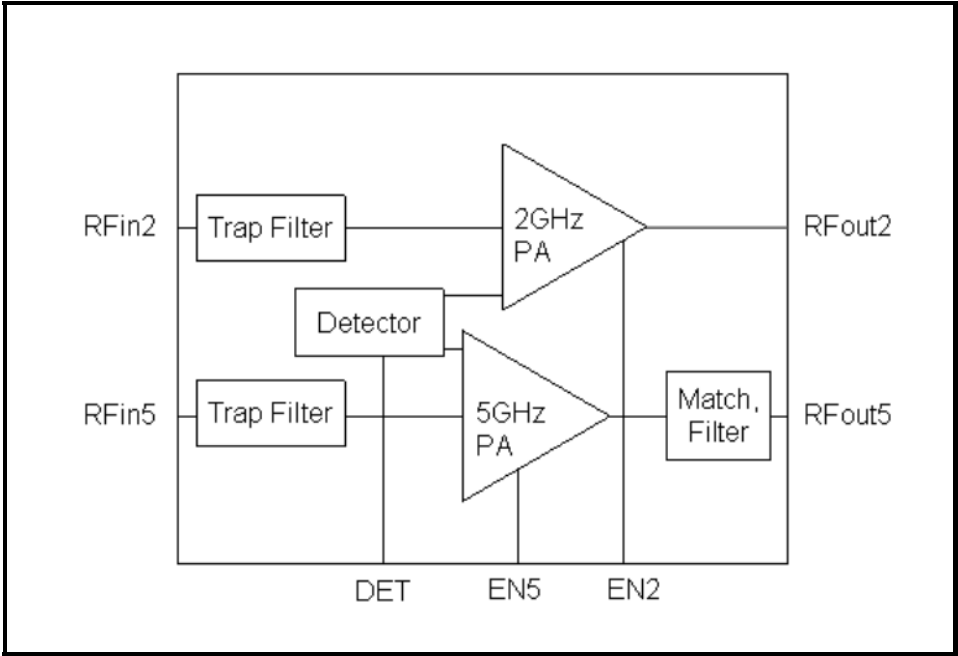 RFin2
Trap Filter
2GHz
PA
RFout2
Detector
RFin5
Trap Filter
5GHz
PA
Match,
Filter
RFout5
DET
EN5
EN2